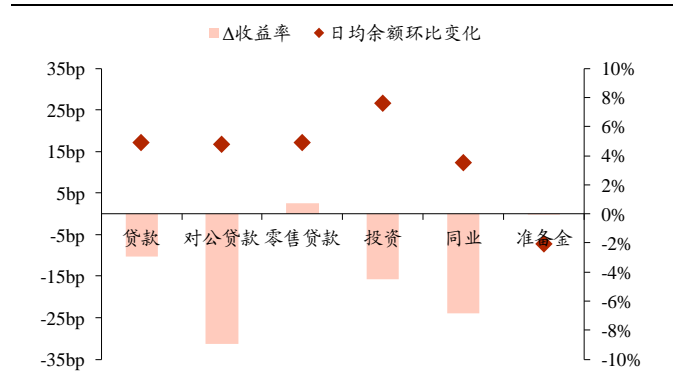 Δ收益率 日均余额环比变化
35bp 10%
8%
25bp
6%
15bp 4%
5bp 2%
0%
-5bp 贷款 对公贷款 零售贷款 投资 同业 准备金 -2%
-15bp -4%
-6%
-25bp
-8%
-35bp -10%